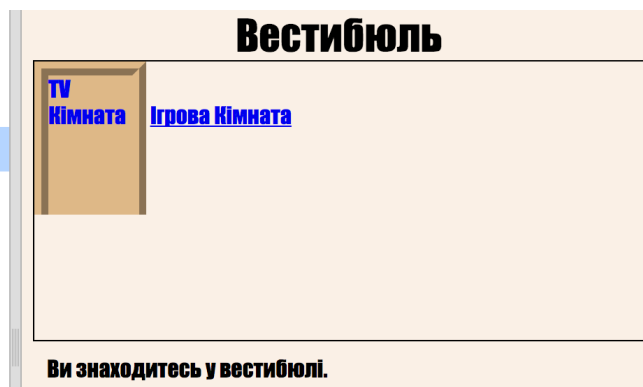 Вестибюль
TV
Кімната
Ігрова Кімната
Ви знаходитесь у вестибюлі.